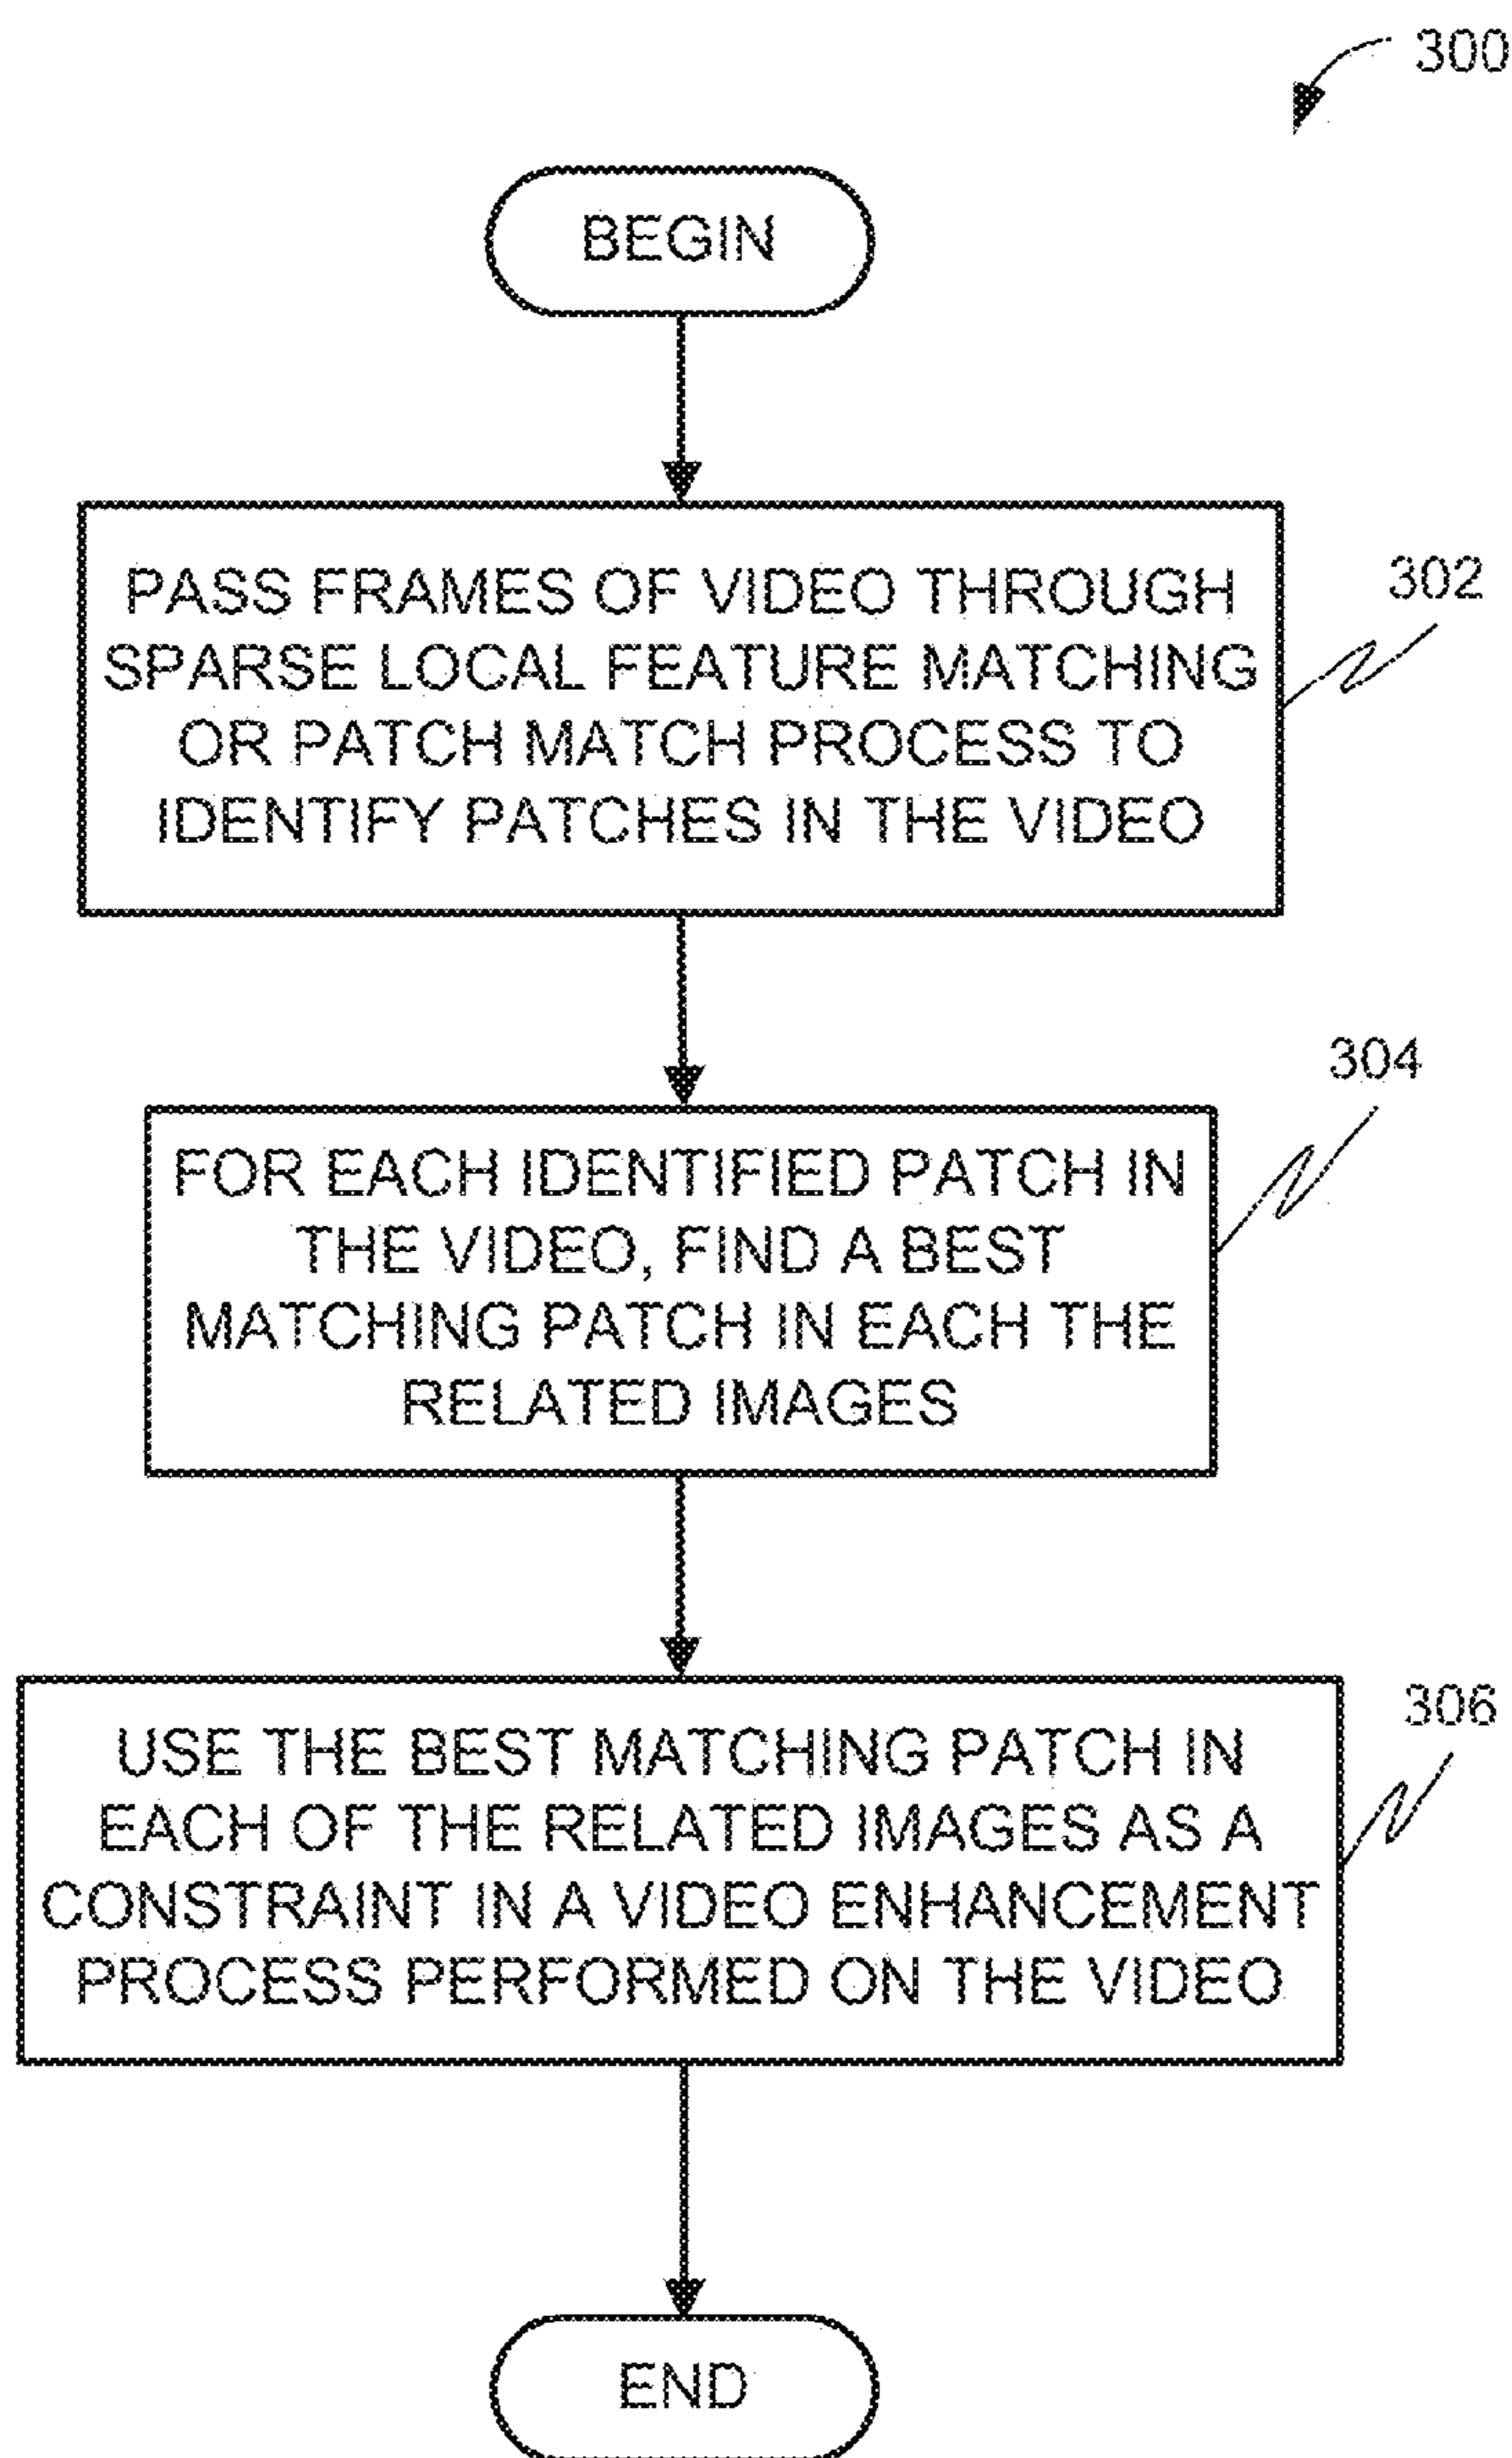 300
BEGIN
PASS FRAMES OF VIDEO THROUGH
SPARSE LOCAL FEATURE MATCHING
OR PATCH MATCH PROCESS TO
IDENTIFY PATCHES IN THE VIDEO
302
304
FOR EACH IDENTIFIED PATCH IN
THE VIDEO, FIND A BEST
MATCHING PATCH IN EACH THE
RELATED IMAGES
306
USE THE BEST MATCHING PATCH IN
EACH OF THE RELATED IMAGES AS A
CONSTRAINT IN A VIDEO ENHANCEMENT
PROCESS PERFORMED ON THE VIDEO
END